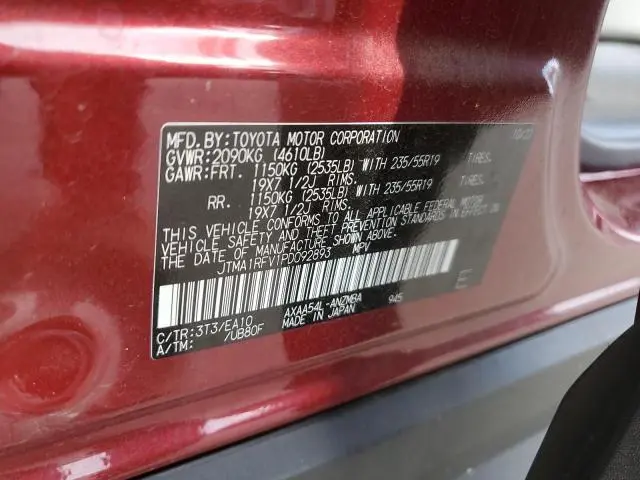 MFD. BY: TOYOTA MOTOR CORPORATION
GVWR: 2090KG (4610LB)
GAWR: FRT. 1150KG (2535LB) WITH 235/55R19 TIRES.
19X7 1/2J RIMS.
RR. 1150KG (2535LB) WITH 235/55R19 TIRES.
19X7 1/2J RIMS.
THIS VEHICLE CONFORMS TO ALL APPLICABLE FEDERAL MOTOR
VEHICLE SAFETY AND THEFT PREVENTION STANDARDS IN EFFECT
ON THE DATE OF MANUFACTURE SHOWN ABOVE.
JTMA1RFV1PD092893 MPV
C/TR: 3T3/EA10 AXAA54L-ANZMBA 945
A/TM: /UB80F MADE IN JAPAN
E